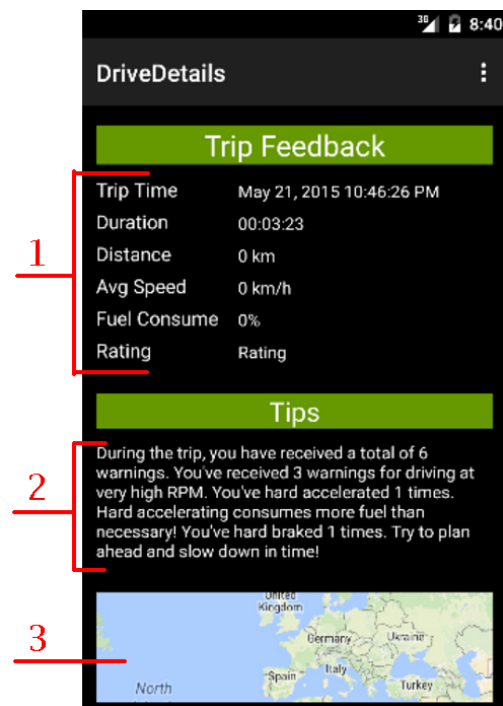 3G 8:40
DriveDetails
Trip Feedback
1
Trip Time May 21, 2015 10:46:26 PM
Duration 00:03:23
Distance 0 km
Avg Speed 0 km/h
Fuel Consume 0%
Rating Rating
Tips
2
During the trip, you have received a total of 6
warnings. You've received 3 warnings for driving at
very high RPM. You've hard accelerated 1 times.
Hard accelerating consumes more fuel than
necessary! You've hard braked 1 times. Try to plan
ahead and slow down in time!
3
United
Kingdom
Germany Ukraine
Spain Italy Turkey
North